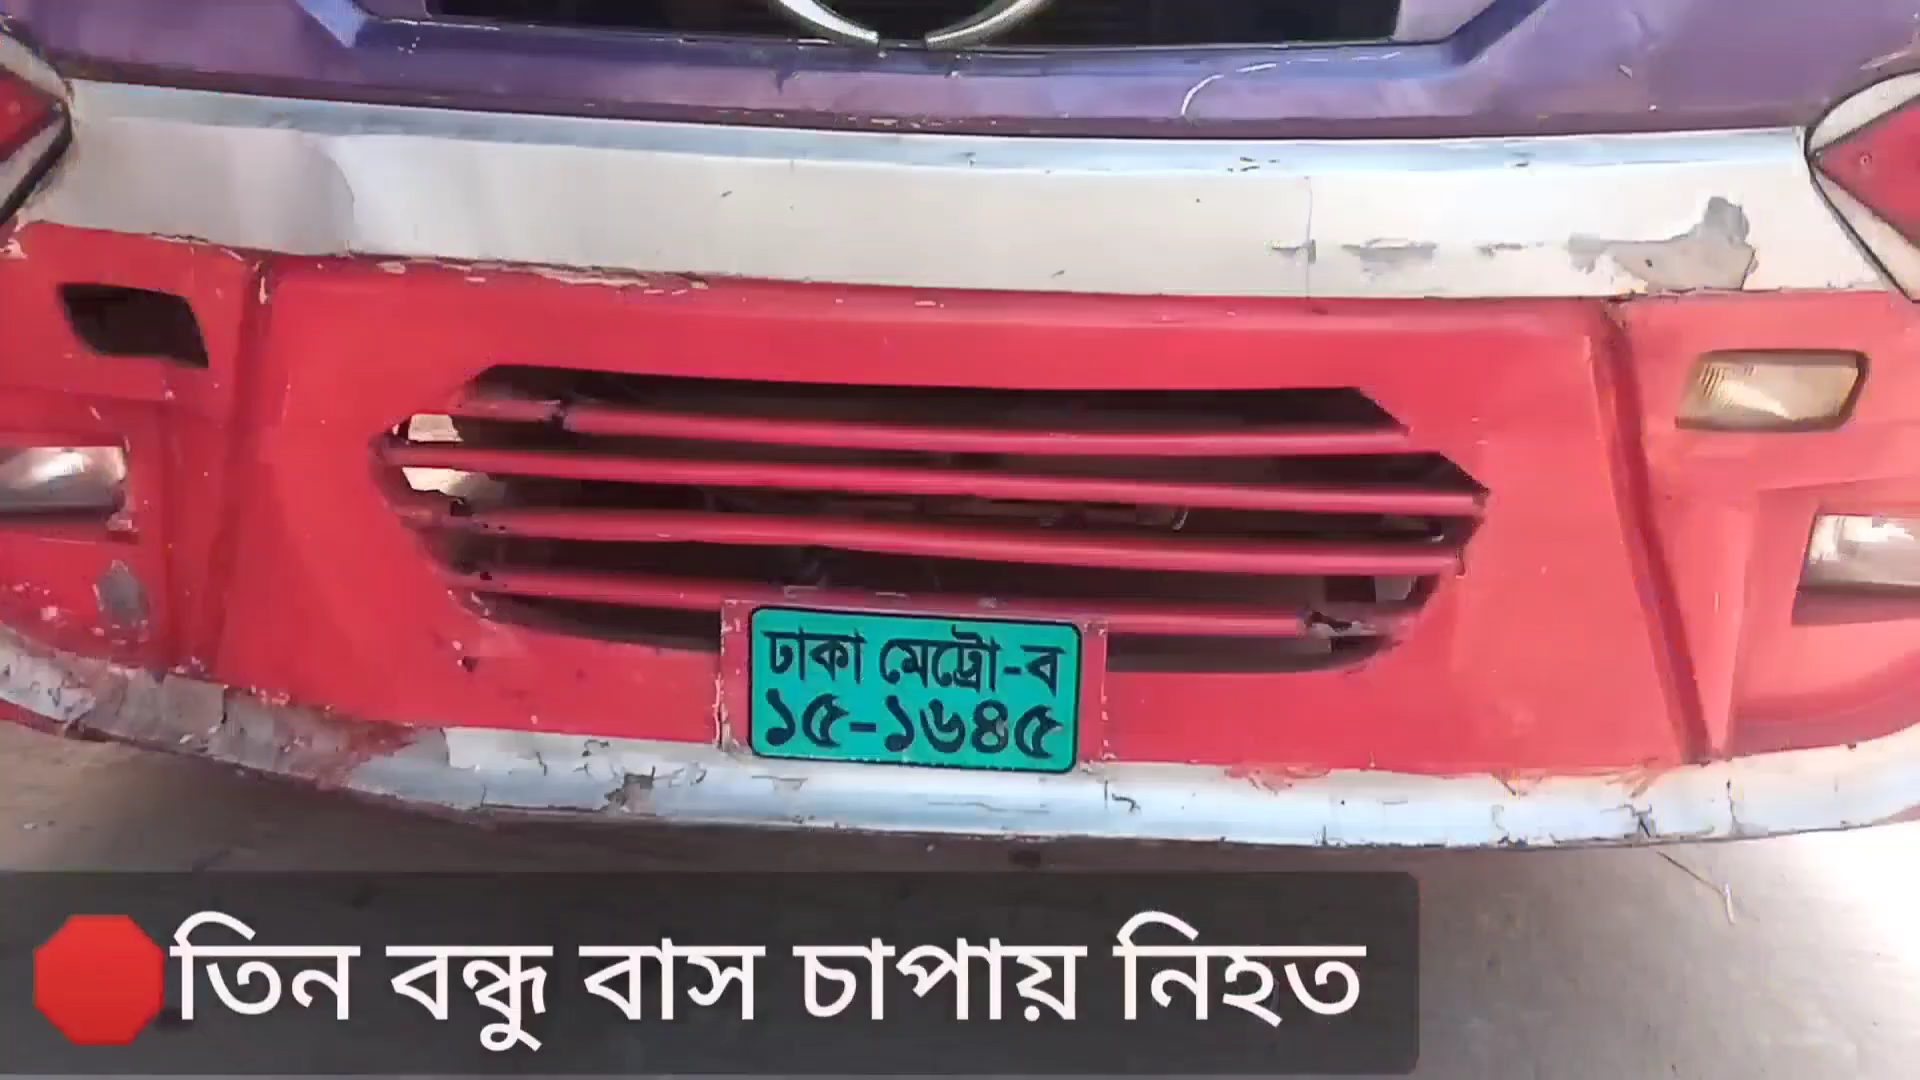 ঢাকা মেট্রো-ব
১৫-১৬৪৫
তিন বন্ধু বাস চাপায় নিহত